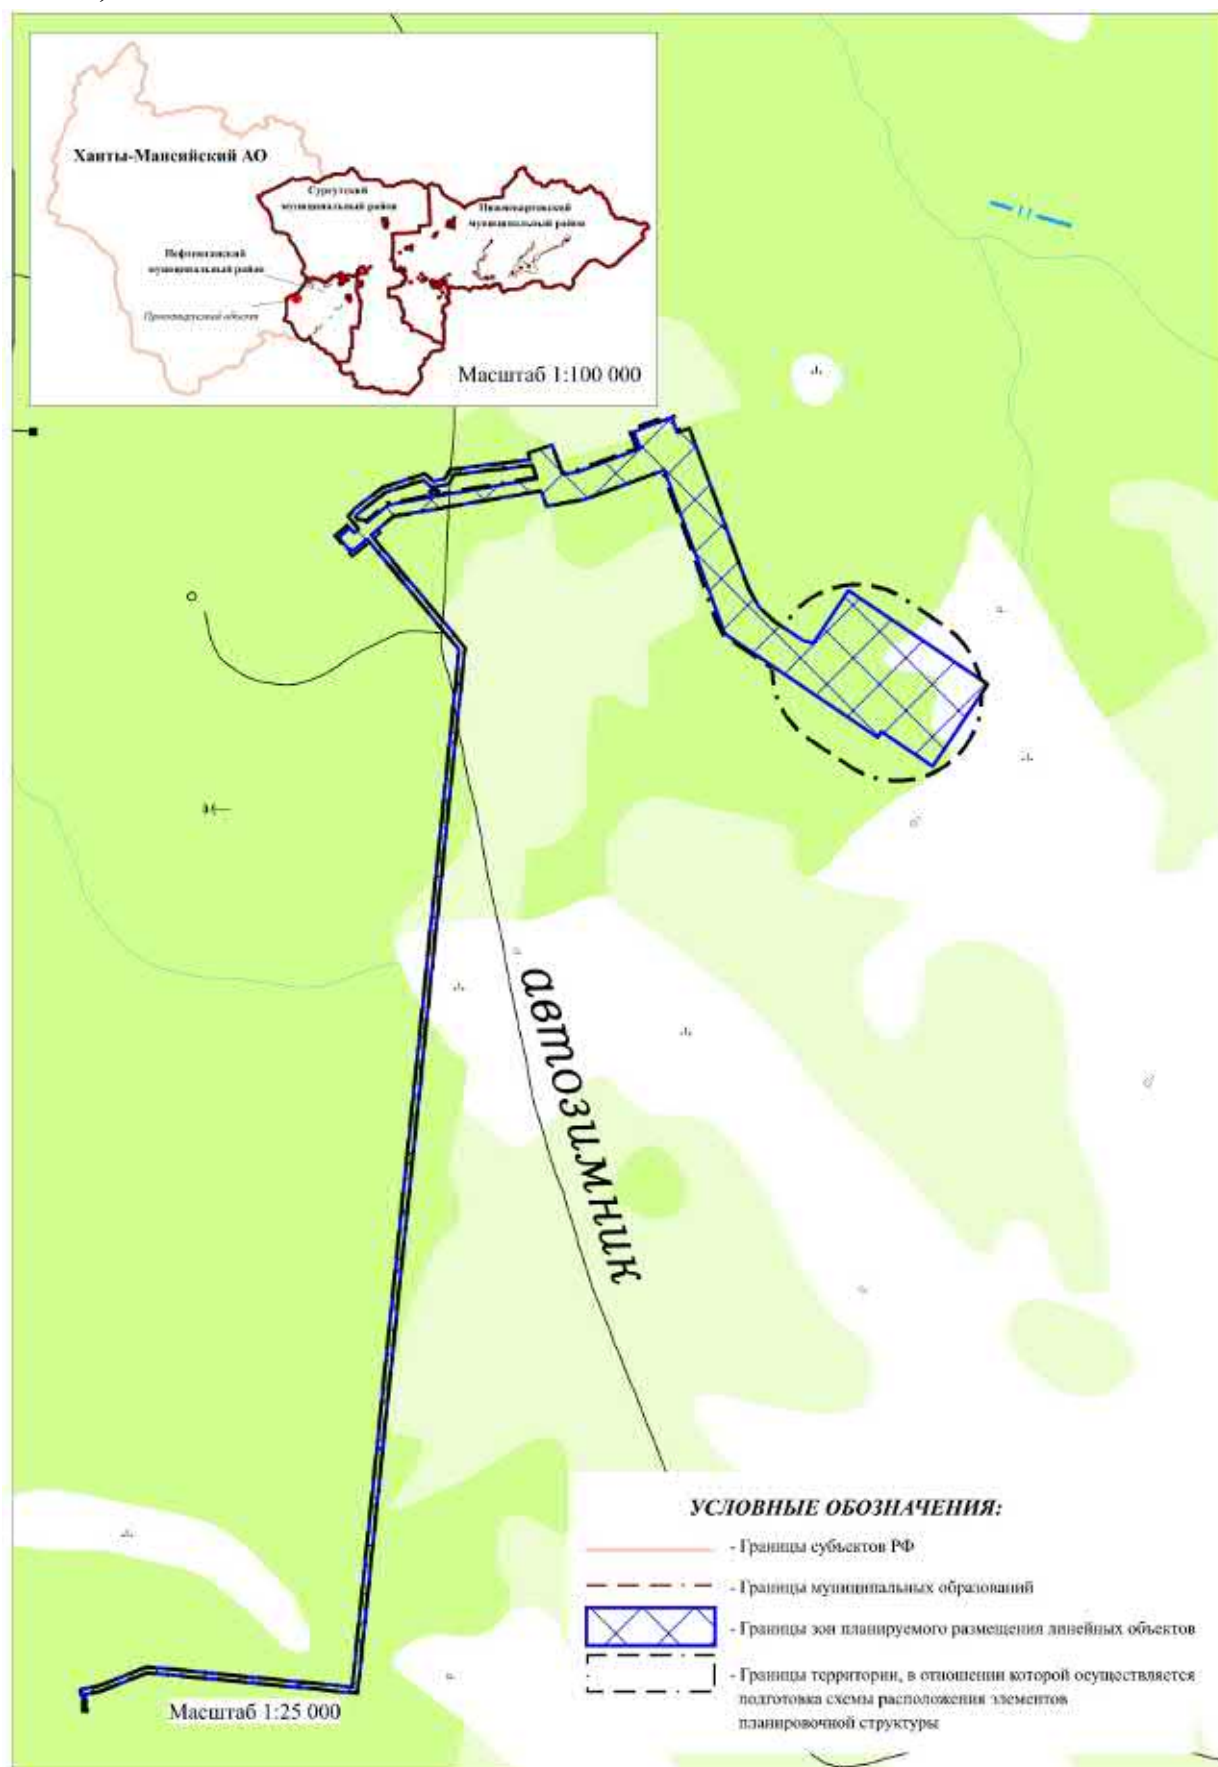 Ханты-Мансийский АО
Сургутский
муниципальный район
Нижневартовский
муниципальный район
Нефтеюганский
муниципальный район
Проектируемый объект
Масштаб 1:100 000
автозимник
УСЛОВНЫЕ ОБОЗНАЧЕНИЯ:
- Границы субъектов РФ
- Границы муниципальных образований
- Границы зон планируемого размещения линейных объектов
- Границы территории, в отношении которой осуществляется
подготовка схемы расположения элементов
планировочной структуры
Масштаб 1:25 000